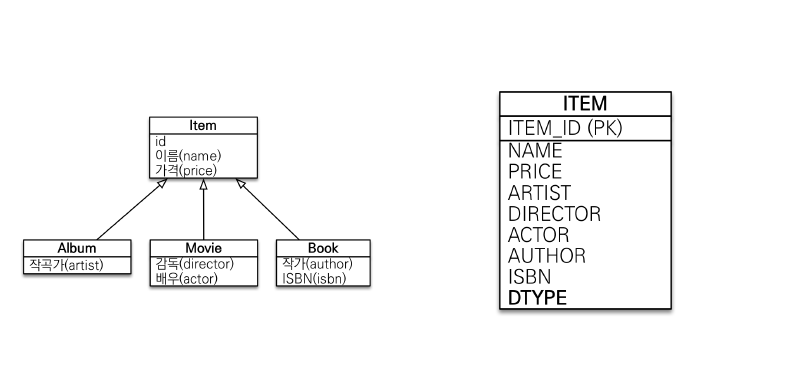 Item
id
이름(name)
가격(price)
Album
작곡가(artist)
Movie
감독(director)
배우(actor)
Book
작가(author)
ISBN(isbn)
ITEM
ITEM_ID (PK)
NAME
PRICE
ARTIST
DIRECTOR
ACTOR
AUTHOR
ISBN
DTYPE